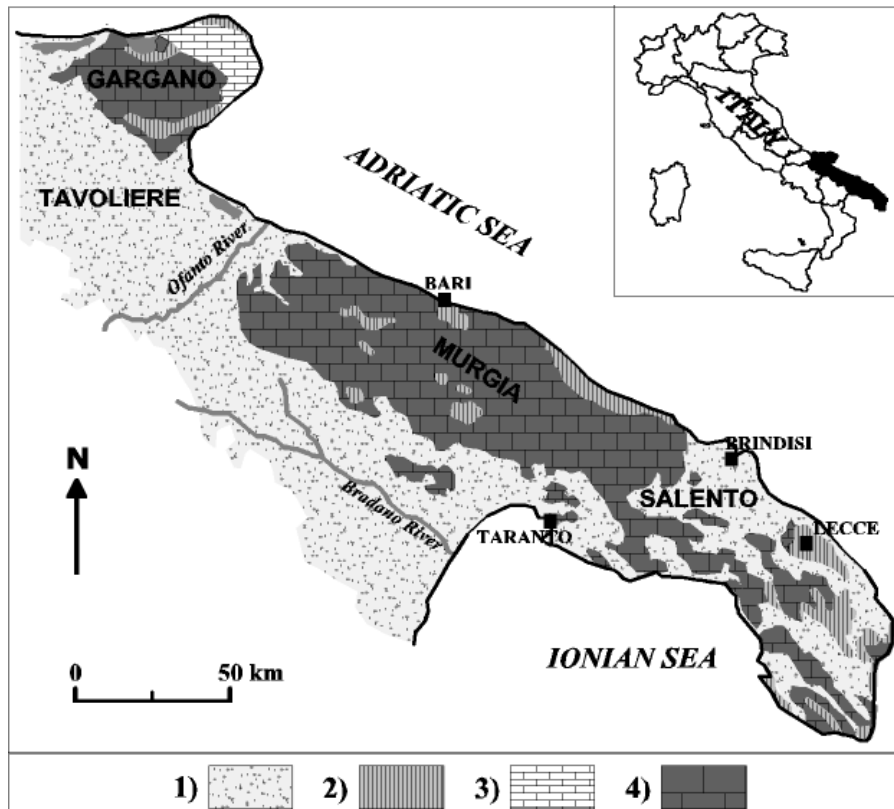 GARGANO
ITALY
TAVOLIERE
ADRIATIC SEA
Ofanto River
BARI
MURGIA
N
BRINDISI
SALENTO
Bradano River
TARANTO
LECCE
IONIAN SEA
0 50 km
1) 2) 3) 4)